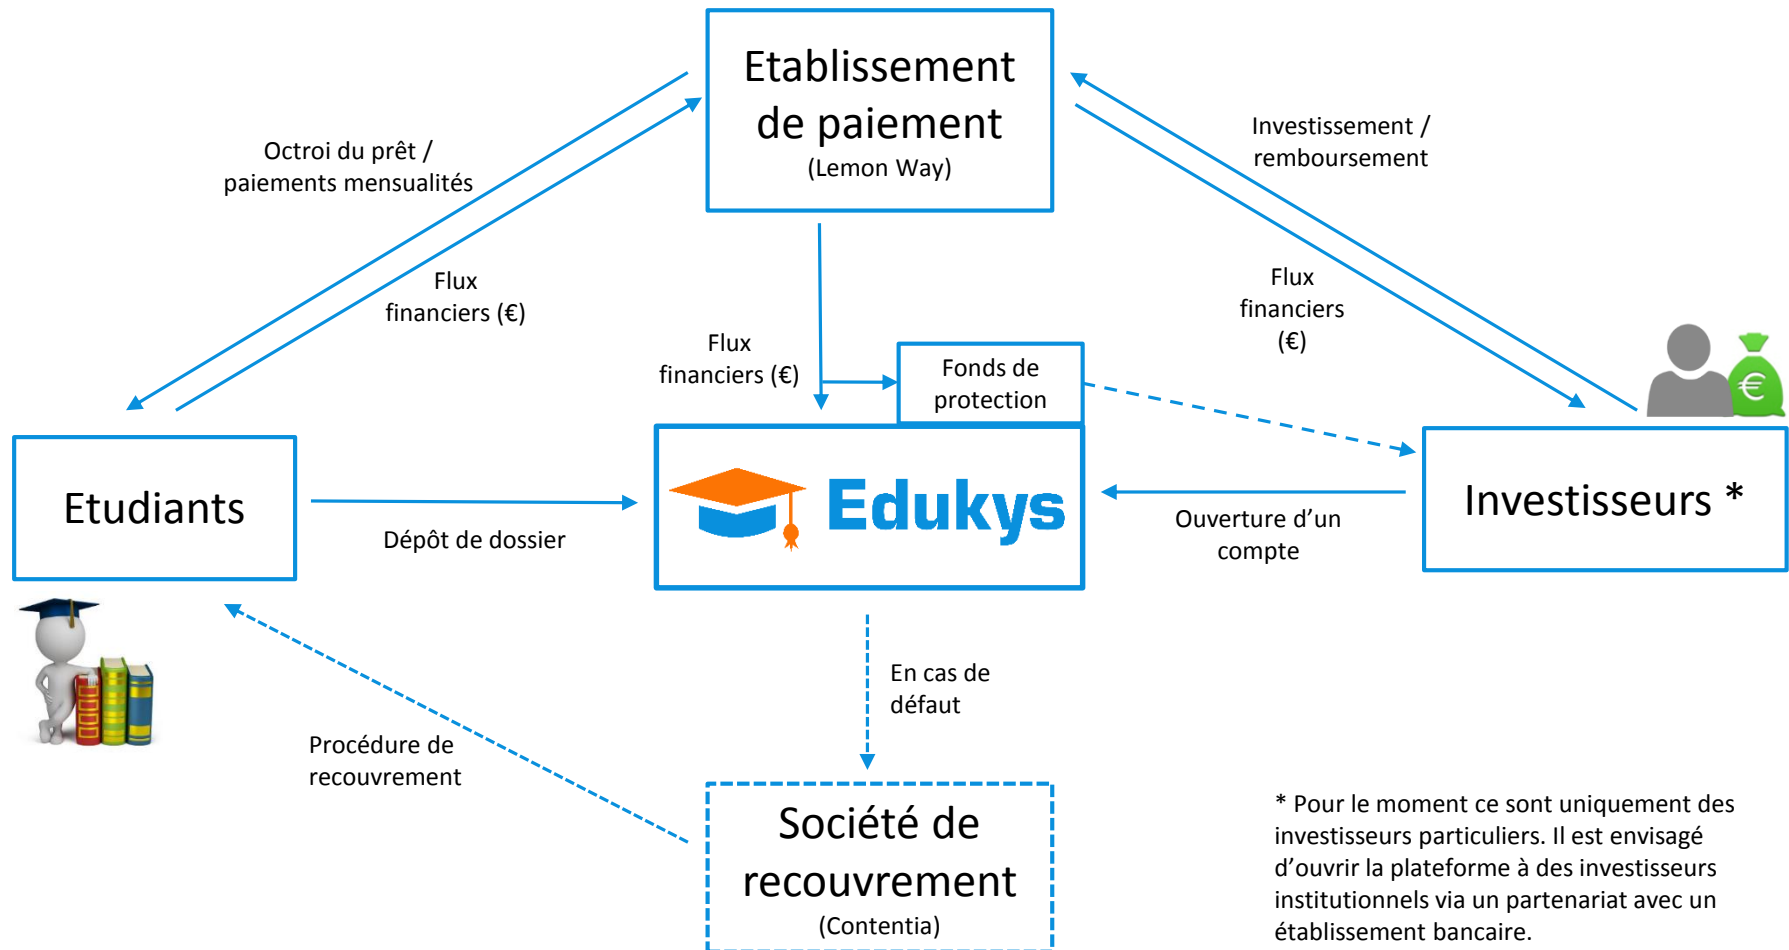 Etablissement
de paiement
(Lemon Way)
Octroi du prêt /
paiements mensualités
Investissement /
remboursement
Flux
financiers (€)
Flux
financiers
(€)
Flux
financiers (€)
Fonds de
protection
€
Etudiants
Dépôt de dossier
Edukys
Ouverture d’un
compte
Investisseurs *
En cas de
défaut
Procédure de
recouvrement
Société de
recouvrement
(Contentia)
* Pour le moment ce sont uniquement des
investisseurs particuliers. Il est envisagé
d’ouvrir la plateforme à des investisseurs
institutionnels via un partenariat avec un
établissement bancaire.